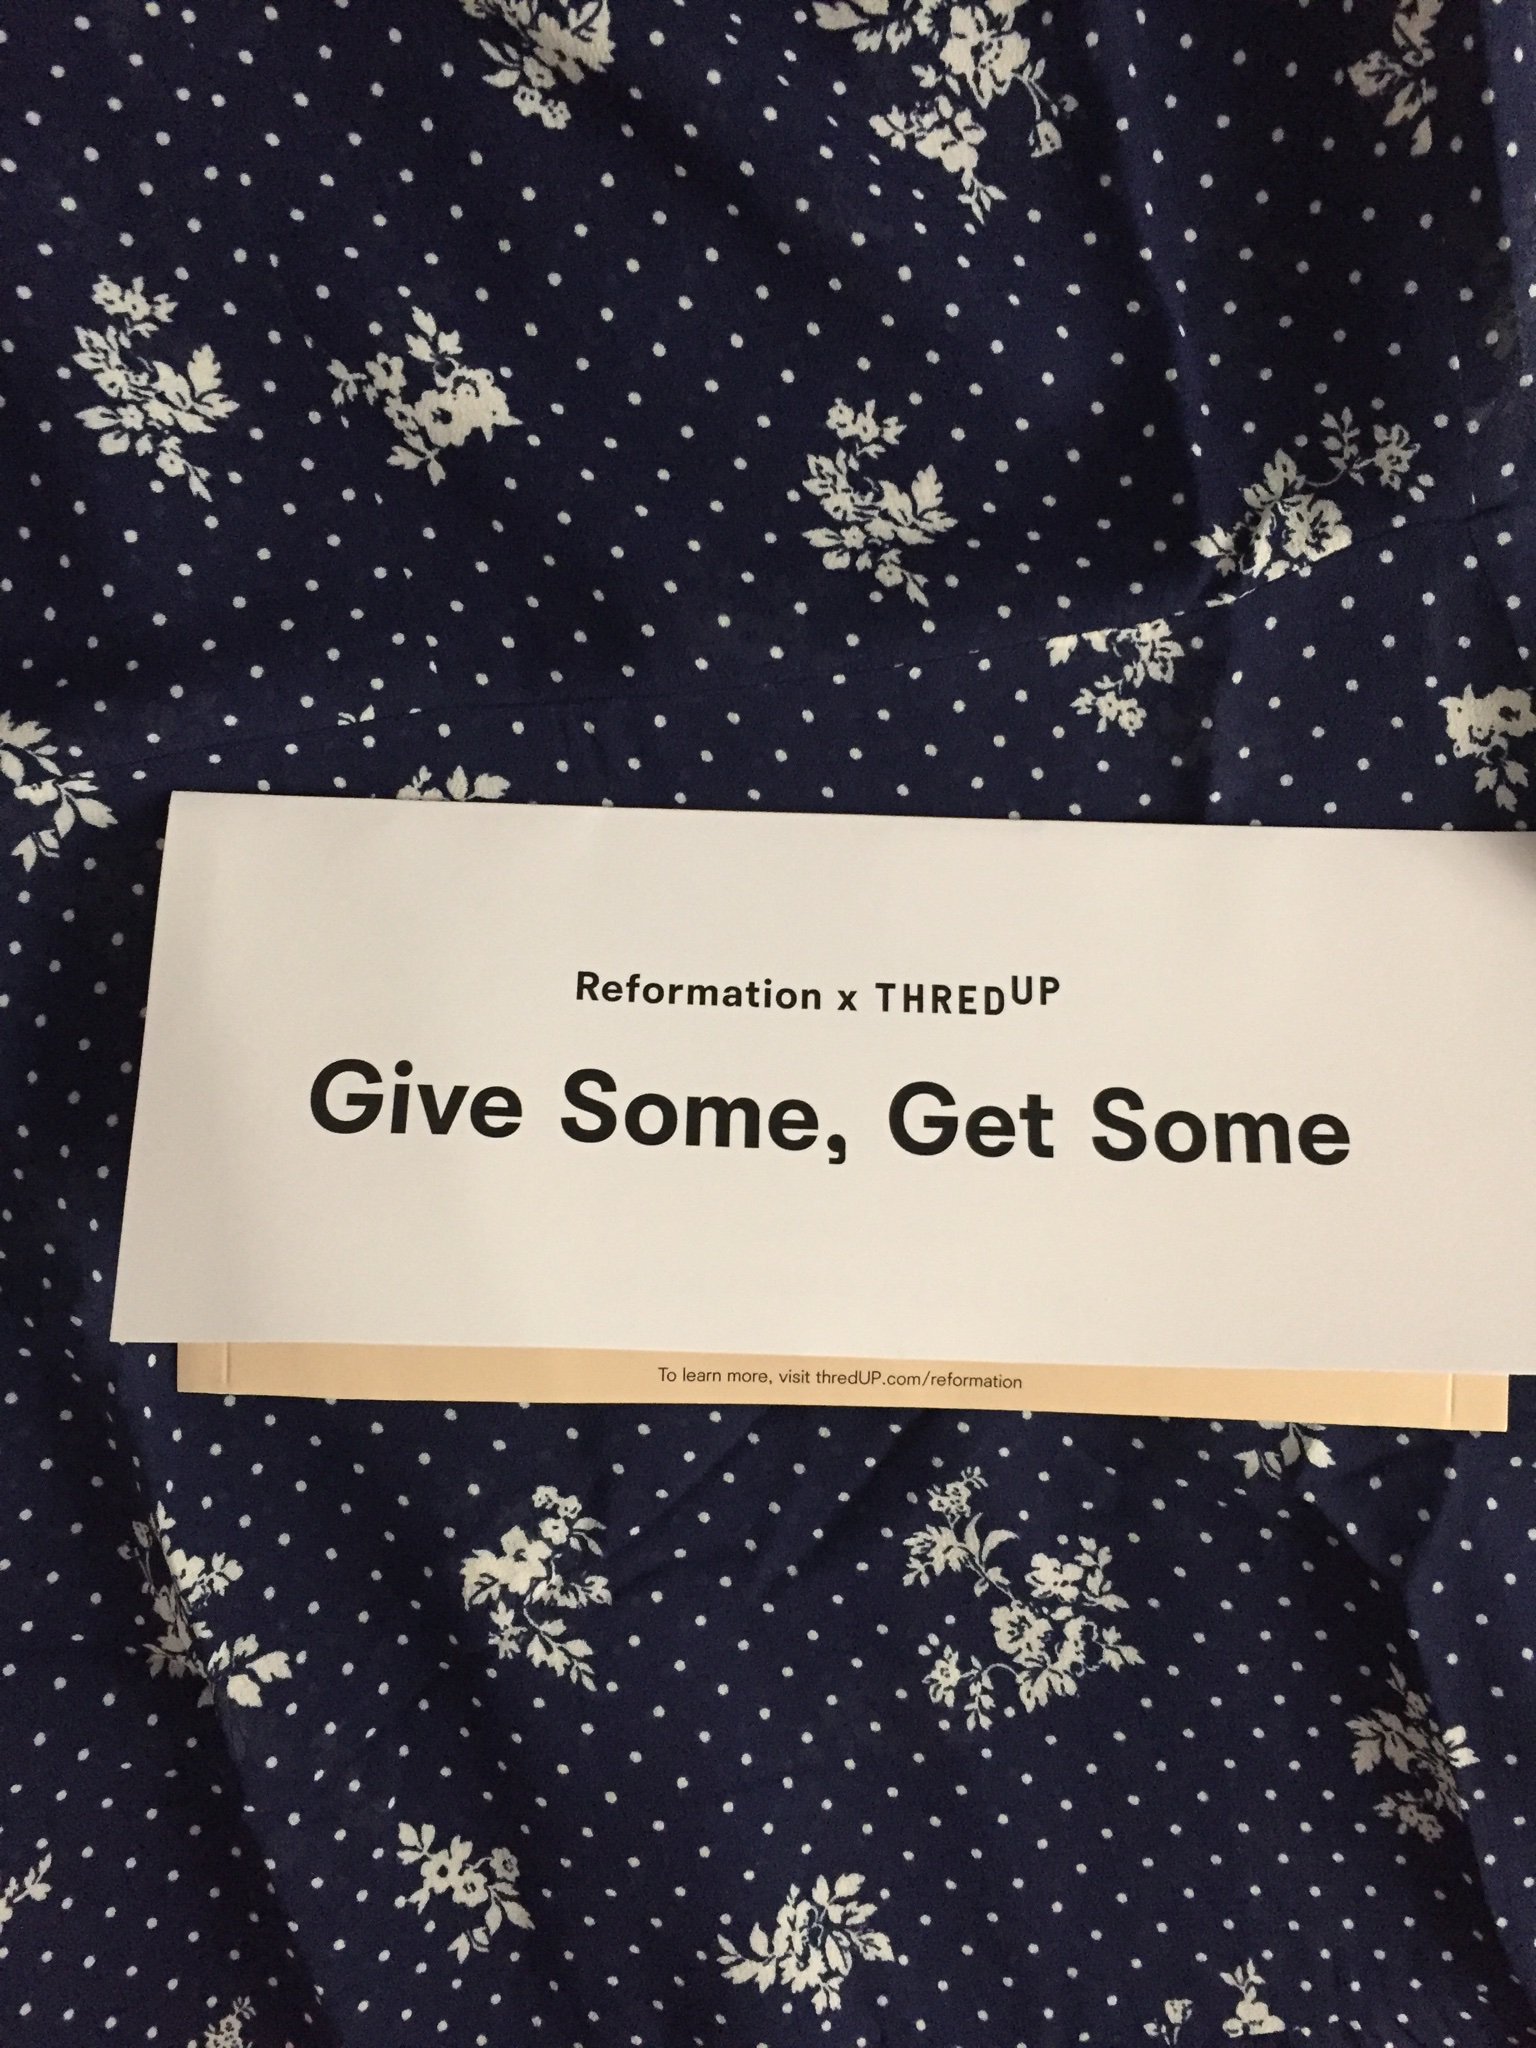 Reformation x THREDUP
Give Some, Get Some
To learn more, visit thredUP.com/reformation